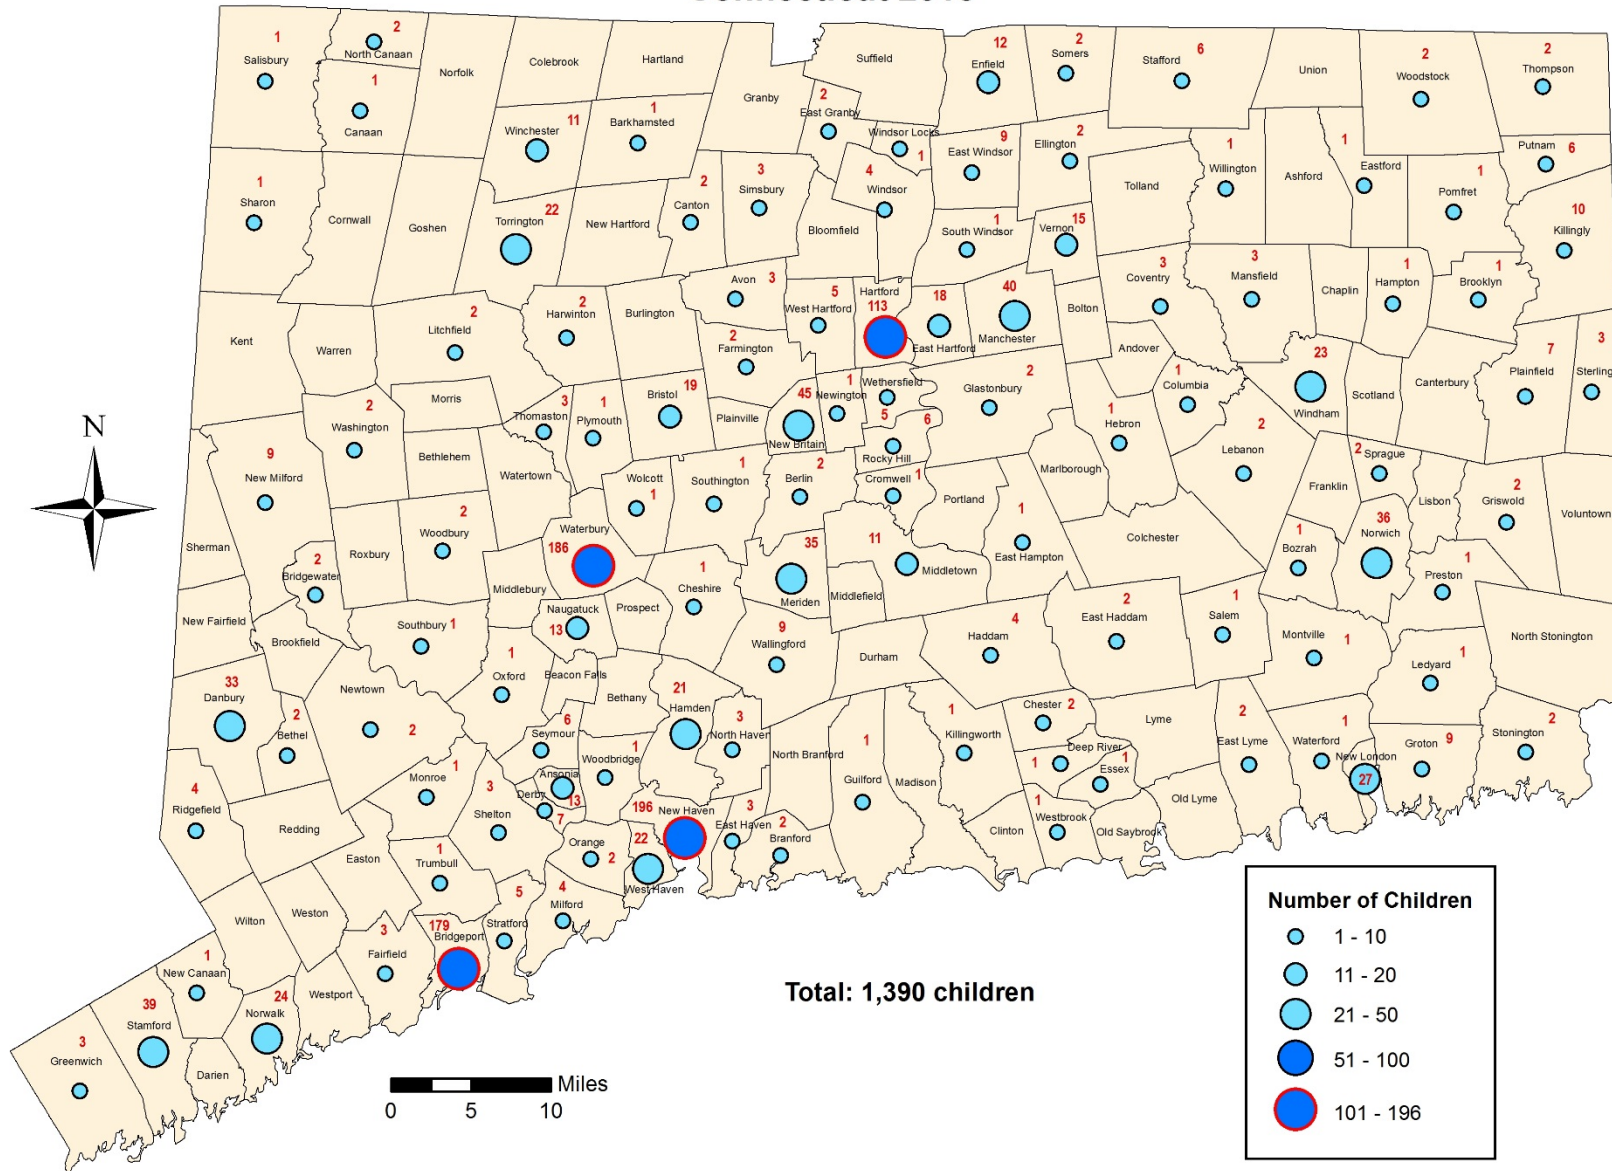 1
Salisbury
2
North Canaan
1
Canaan
Norfolk
Colebrook
Hartland
Suffield
12
Enfield
2
Somers
6
Stafford
Union
2
Woodstock
2
Thompson
11
Winchester
1
Barkhamsted
Granby
2
East Granby
Windsor Locks
1
9
East Windsor
2
Ellington
Tolland
1
Willington
Ashford
1
Eastford
1
Pomfret
Putnam 6
1
Sharon
Cornwall
Goshen
22
Torrington
New Hartford
2
Canton
3
Simsbury
Bloomfield
4
Windsor
1
South Windsor
15
Vernon
10
Killingly
3
Coventry
3
Mansfield
Chaplin
1
Hampton
1
Brooklyn
Kent
Warren
2
Litchfield
2
Harwinton
Burlington
Avon 3
5
West Hartford
Hartford
113
18
East Hartford
40
Manchester
Bolton
Andover
2
Farmington
23
Windham
Scotland
Canterbury
7
Plainfield
3
Sterling
2
Washington
Morris
Bethlehem
3
Thomaston
1
Plymouth
19
Bristol
Plainville
45
New Britain
1
Newington
Wethersfield
5
6
Rocky Hill
2
Glastonbury
1
Columbia
1
Hebron
2
Lebanon
Marlborough
N
9
New Milford
Watertown
1
Wolcott
1
Southington
2
Berlin
Cromwell 1
Portland
1
East Hampton
Colchester
Franklin
2
Sprague
Lisbon
2
Griswold
Voluntown
Sherman
2
Bridgewater
Roxbury
2
Woodbury
Waterbury
186
Middlebury
1
Cheshire
35
Meriden
11
Middletown
Middlefield
1
Bozrah
36
Norwich
1
Preston
North Stonington
New Fairfield
Brookfield
Southbury 1
Naugatuck
13
Prospect
9
Wallingford
Durham
4
Haddam
2
East Haddam
1
Salem
Montville
1
Ledyard 1
33
Danbury
2
Bethel
Newtown
2
1
Oxford
Beacon Falls
Bethany
21
Hamden
3
North Haven
North Branford
1
Guilford
Madison
1
Killingworth
Chester 2
Deep River
1
Essex
1
Lyme
2
East Lyme
1
Waterford
New London
27
Groton 9
2
Stonington
4
Ridgefield
Redding
1
Monroe
6
Seymour
1
Woodbridge
3
Shelton
Ansonia
13
Derby
7
196
New Haven
3
East Haven
2
Branford
Clinton
1
Westbrook
Old Saybrook
Old Lyme
Easton
1
Trumbull
Orange
2
22
West Haven
Wilton
Weston
5
Stratford
4
Milford
179
Bridgeport
3
Fairfield
Westport
1
New Canaan
24
Norwalk
39
Stamford
Darien
3
Greenwich
Total: 1,390 children
Miles
0 5 10
Number of Children
1 - 10
11 - 20
21 - 50
51 - 100
101 - 196